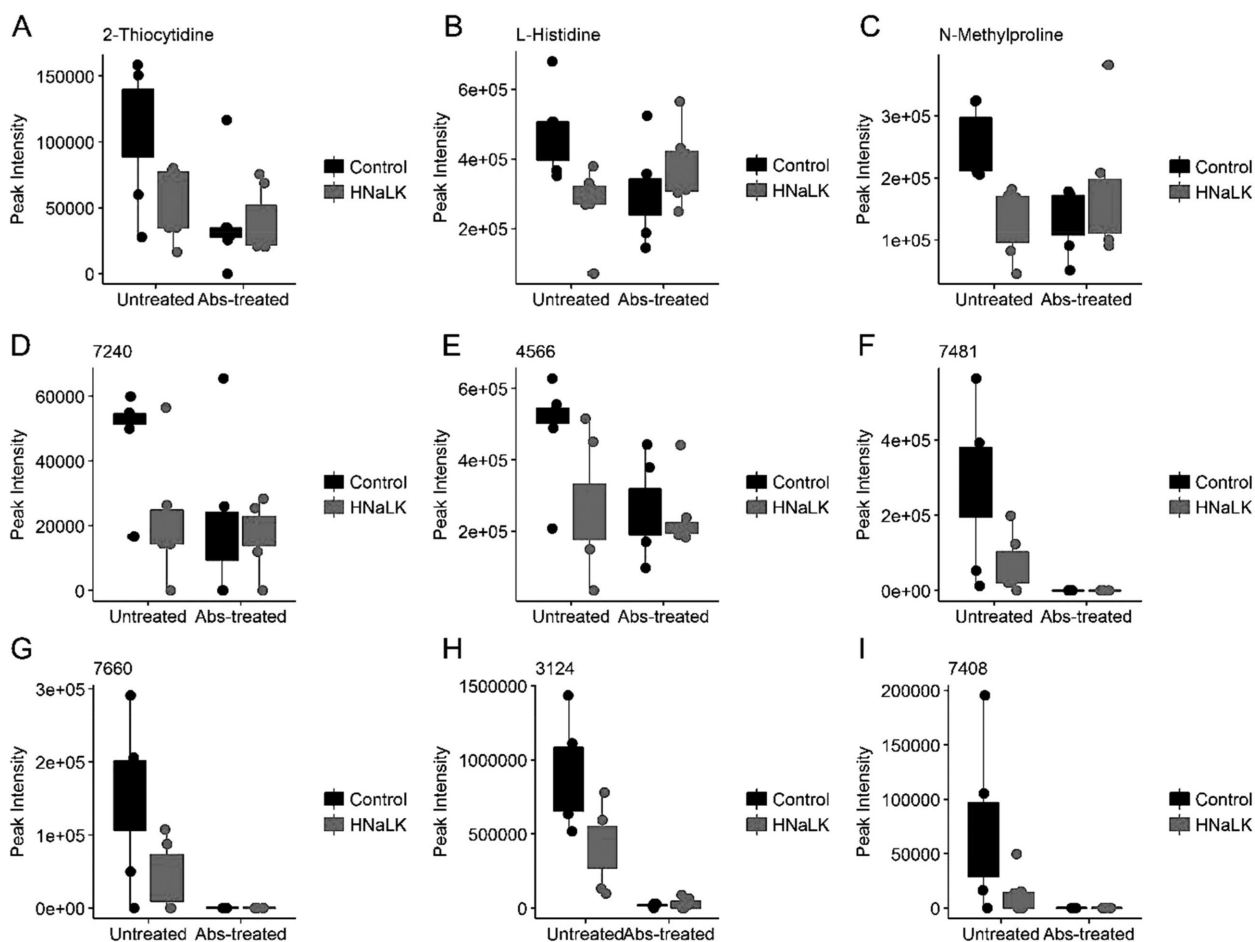 A
2-Thiocytidine
Peak Intensity
150000
100000
50000
0
Untreated Abs-treated
Control
HNaLK
B
L-Histidine
Peak Intensity
6e+05
4e+05
2e+05
Untreated Abs-treated
Control
HNaLK
C
N-Methylproline
Peak Intensity
3e+05
2e+05
1e+05
Untreated Abs-treated
Control
HNaLK
D
7240
Peak Intensity
60000
40000
20000
0
Untreated Abs-treated
Control
HNaLK
E
4566
Peak Intensity
6e+05
4e+05
2e+05
Untreated Abs-treated
Control
HNaLK
F
7481
Peak Intensity
4e+05
2e+05
0e+00
Untreated Abs-treated
Control
HNaLK
G
7660
Peak Intensity
3e+05
2e+05
1e+05
0e+00
Untreated Abs-treated
Control
HNaLK
H
3124
Peak Intensity
1500000
1000000
500000
0
UntreatedAbs-treated
Control
HNaLK
I
7408
Peak Intensity
200000
150000
100000
50000
0
Untreated Abs-treated
Control
HNaLK